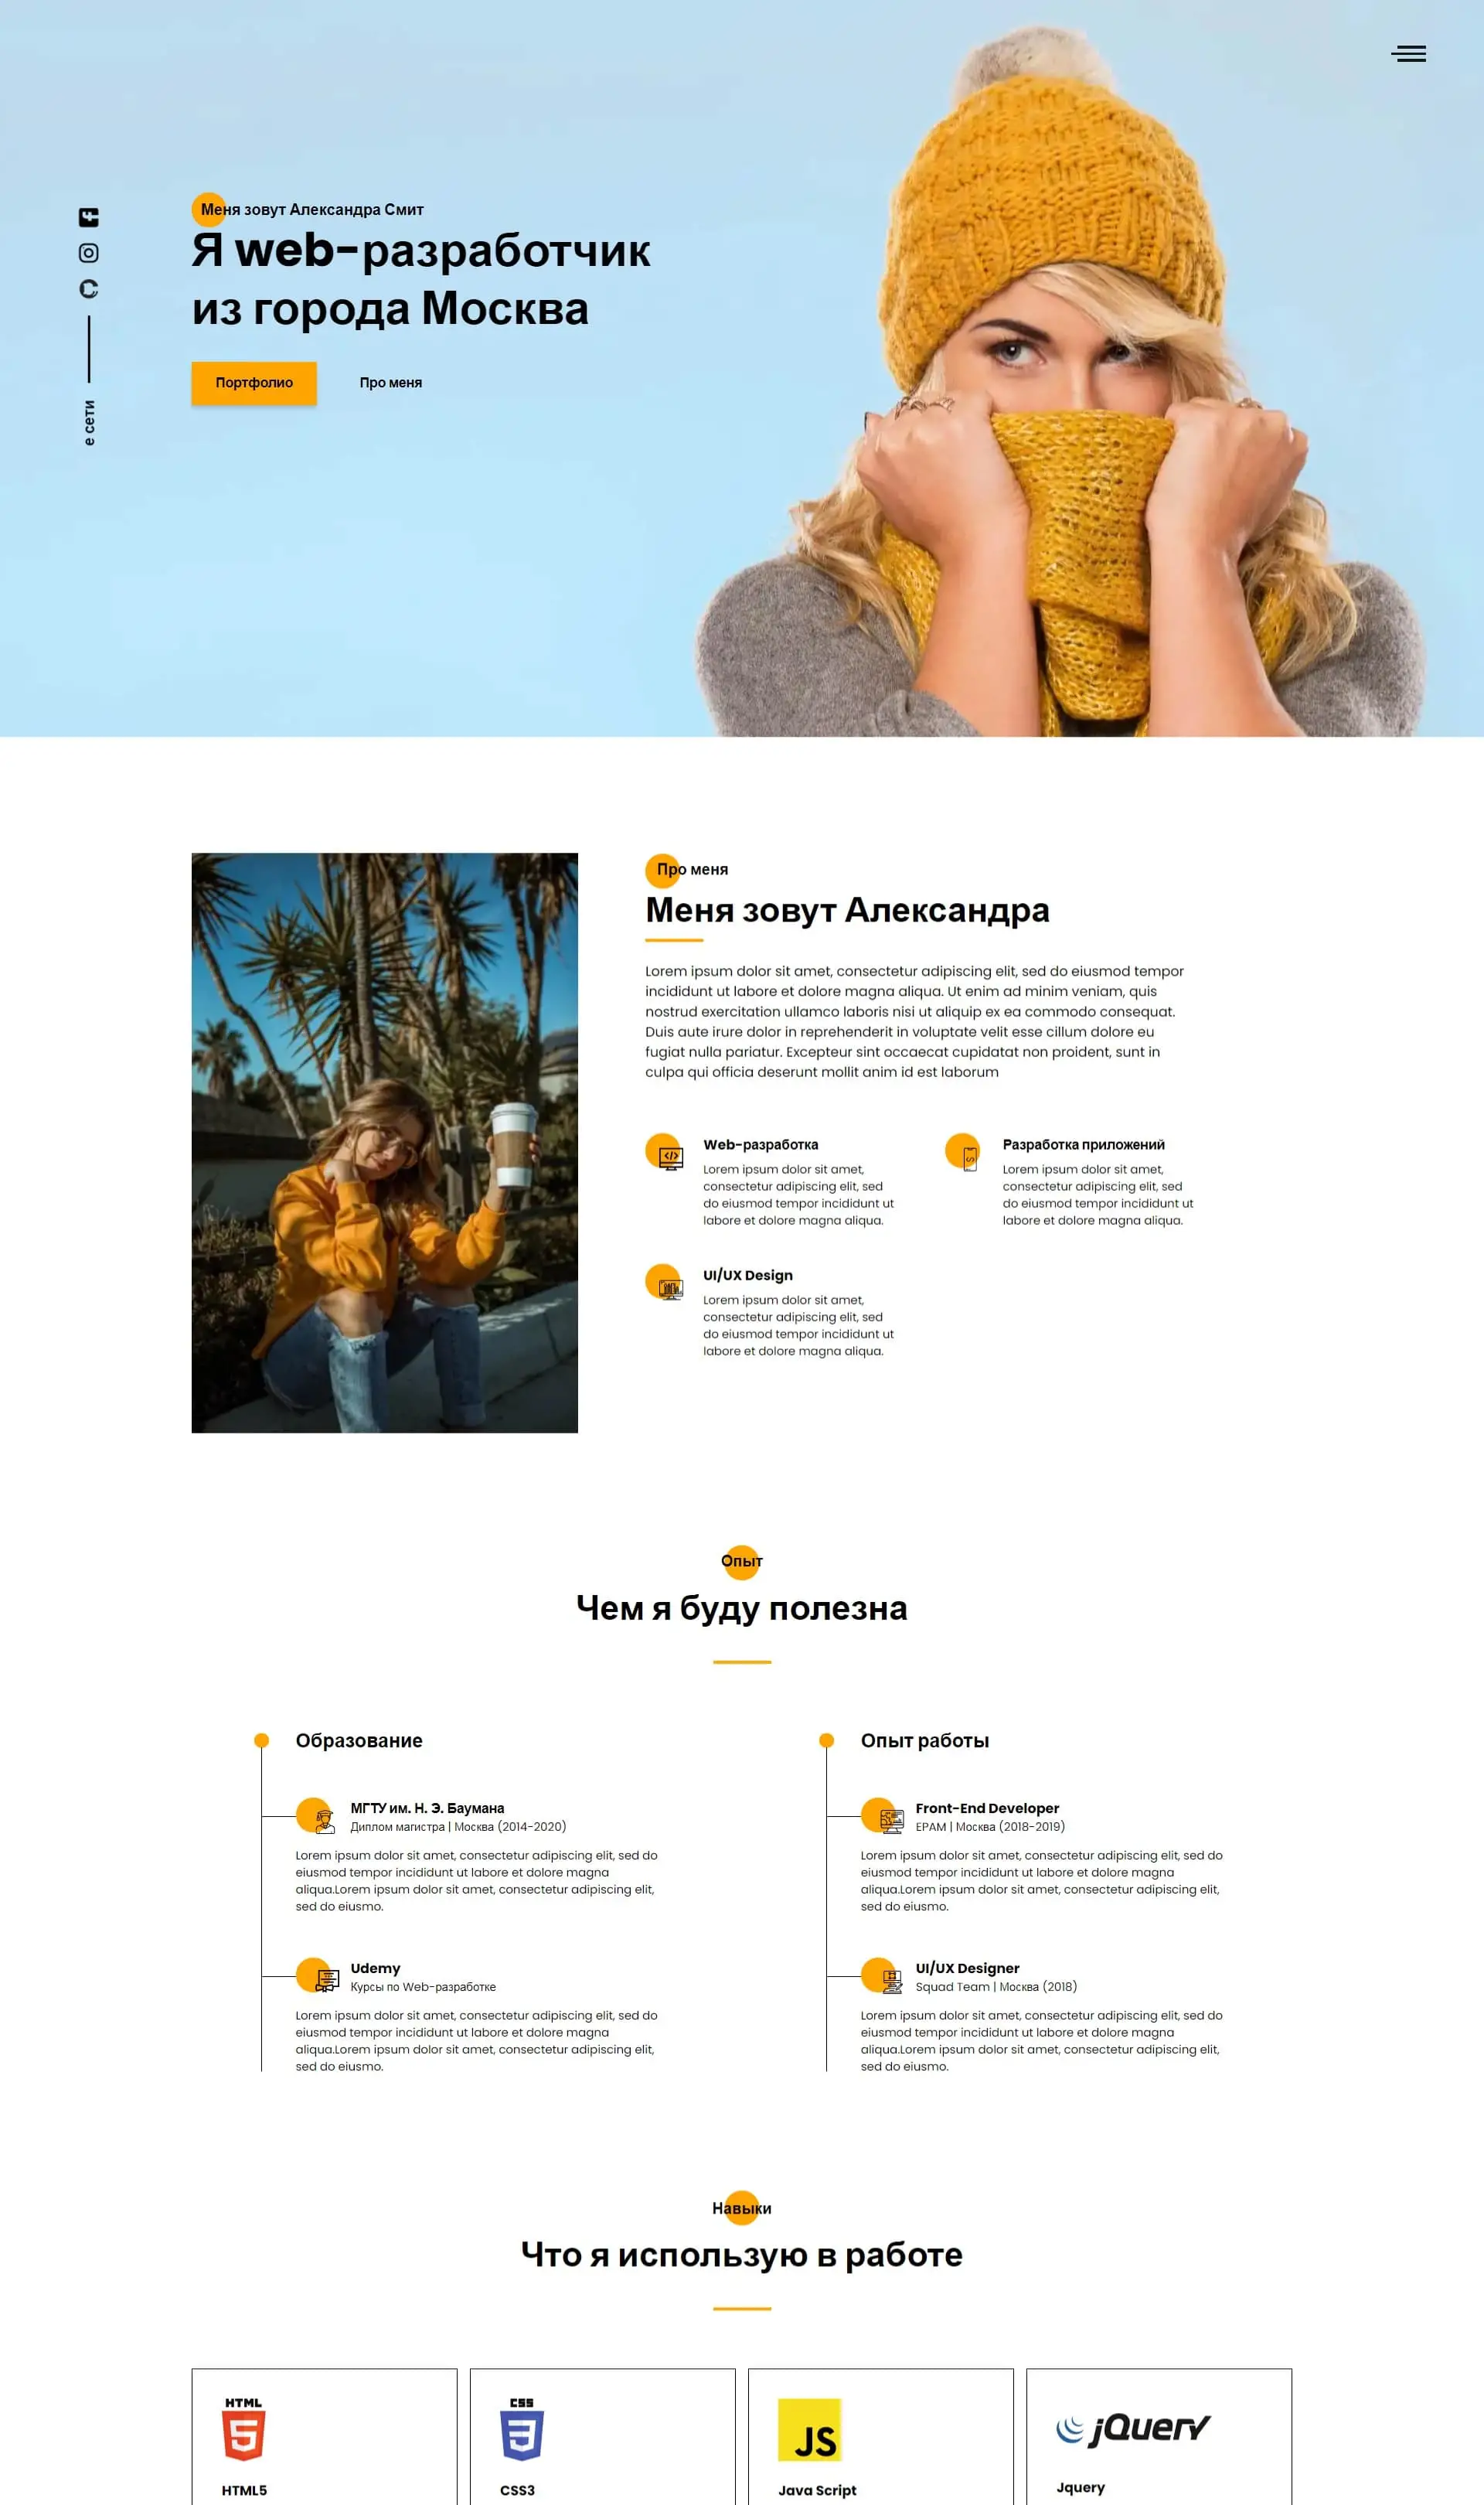 Меня зовут Александра Смит
Я web-разработчик
из города Москва
Портфолио
Про меня
е сети
Про меня
Меня зовут Александра
Lorem ipsum dolor sit amet, consectetur adipiscing elit, sed do eiusmod tempor
incididunt ut labore et dolore magna aliqua. Ut enim ad minim veniam, quis
nostrud exercitation ullamco laboris nisi ut aliquip ex ea commodo consequat.
Duis aute irure dolor in reprehenderit in voluptate velit esse cillum dolore eu
fugiat nulla pariatur. Excepteur sint occaecat cupidatat non proident, sunt in
culpa qui officia deserunt mollit anim id est laborum
Web-разработка
Lorem ipsum dolor sit amet,
consectetur adipiscing elit, sed
do eiusmod tempor incididunt ut
labore et dolore magna aliqua.
Разработка приложений
Lorem ipsum dolor sit amet,
consectetur adipiscing elit, sed
do eiusmod tempor incididunt ut
labore et dolore magna aliqua.
UI/UX Design
Lorem ipsum dolor sit amet,
consectetur adipiscing elit, sed
do eiusmod tempor incididunt ut
labore et dolore magna aliqua.
Опыт
Чем я буду полезна
Образование
МГТУ им. Н. Э. Баумана
Диплом магистра | Москва (2014-2020)
Lorem ipsum dolor sit amet, consectetur adipiscing elit, sed do
eiusmod tempor incididunt ut labore et dolore magna
aliqua.Lorem ipsum dolor sit amet, consectetur adipiscing elit,
sed do eiusmo.
Udemy
Курсы по Web-разработке
Lorem ipsum dolor sit amet, consectetur adipiscing elit, sed do
eiusmod tempor incididunt ut labore et dolore magna
aliqua.Lorem ipsum dolor sit amet, consectetur adipiscing elit,
sed do eiusmo.
Опыт работы
Front-End Developer
EPAM | Москва (2018-2019)
Lorem ipsum dolor sit amet, consectetur adipiscing elit, sed do
eiusmod tempor incididunt ut labore et dolore magna
aliqua.Lorem ipsum dolor sit amet, consectetur adipiscing elit,
sed do eiusmo.
UI/UX Designer
Squad Team | Москва (2018)
Lorem ipsum dolor sit amet, consectetur adipiscing elit, sed do
eiusmod tempor incididunt ut labore et dolore magna
aliqua.Lorem ipsum dolor sit amet, consectetur adipiscing elit,
sed do eiusmo.
Навыки
Что я использую в работе
HTML
5
HTML5
CSS
3
CSS3
JS
Java Script
jQuery
Jquery